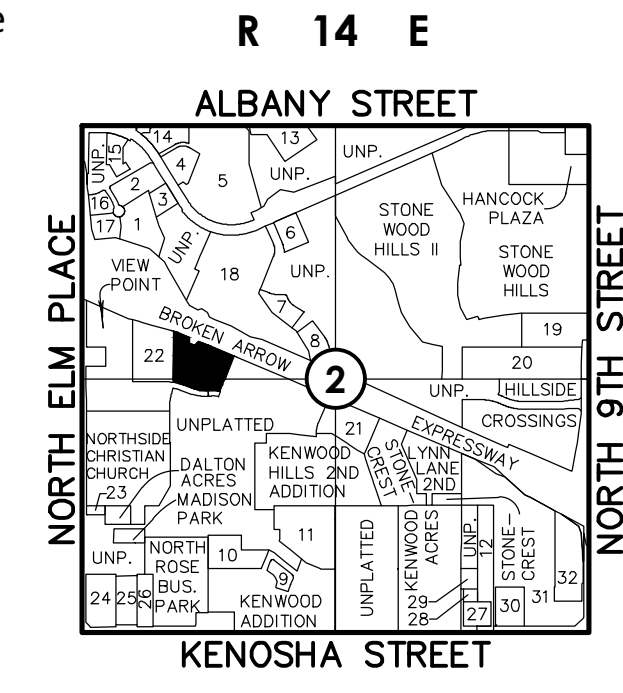 e
R 14 E
ALBANY STREET
NORTH ELM PLACE
NORTH 9TH STREET
KENOSHA STREET
14
13
UNP.
UNP.
15
4
5
UNP.
2
3
16
17
1
UNP.
6
HANCOCK
PLAZA
STONE
WOOD
HILLS II
STONE
WOOD
HILLS
VIEW
POINT
18
UNP.
7
8
19
BROKEN ARROW
EXPRESSWAY
22
2
20
UNP.
HILLSIDE
CROSSINGS
UNPLATTED
21
NORTHSIDE
CHRISTIAN
CHURCH
KENWOOD
HILLS 2ND
ADDITION
STONE-
CREST
LYNN
LANE
2ND
23
DALTON
ACRES
MADISON
PARK
11
UNPLATTED
KENWOOD
ACRES
UNP.
12
STONE-
CREST
UNP.
NORTH
ROSE
BUS.
PARK
10
9
32
24
25
26
KENWOOD
ADDITION
29
28
27
30
31